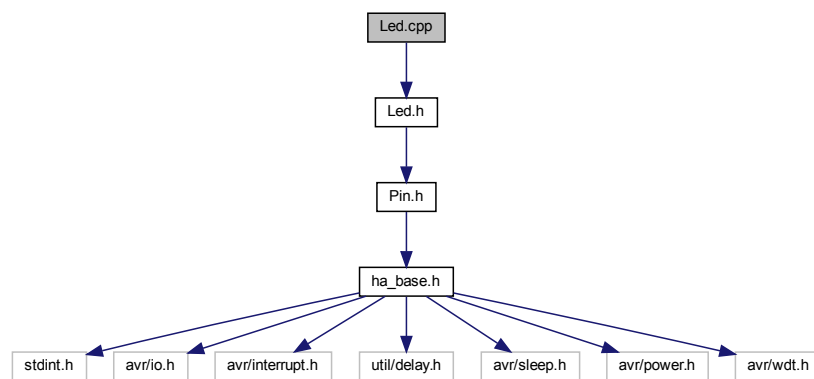 Led.cpp
Led.h
Pin.h
ha_base.h
stdint.h avr/io.h avr/interrupt.h util/delay.h avr/sleep.h avr/power.h avr/wdt.h